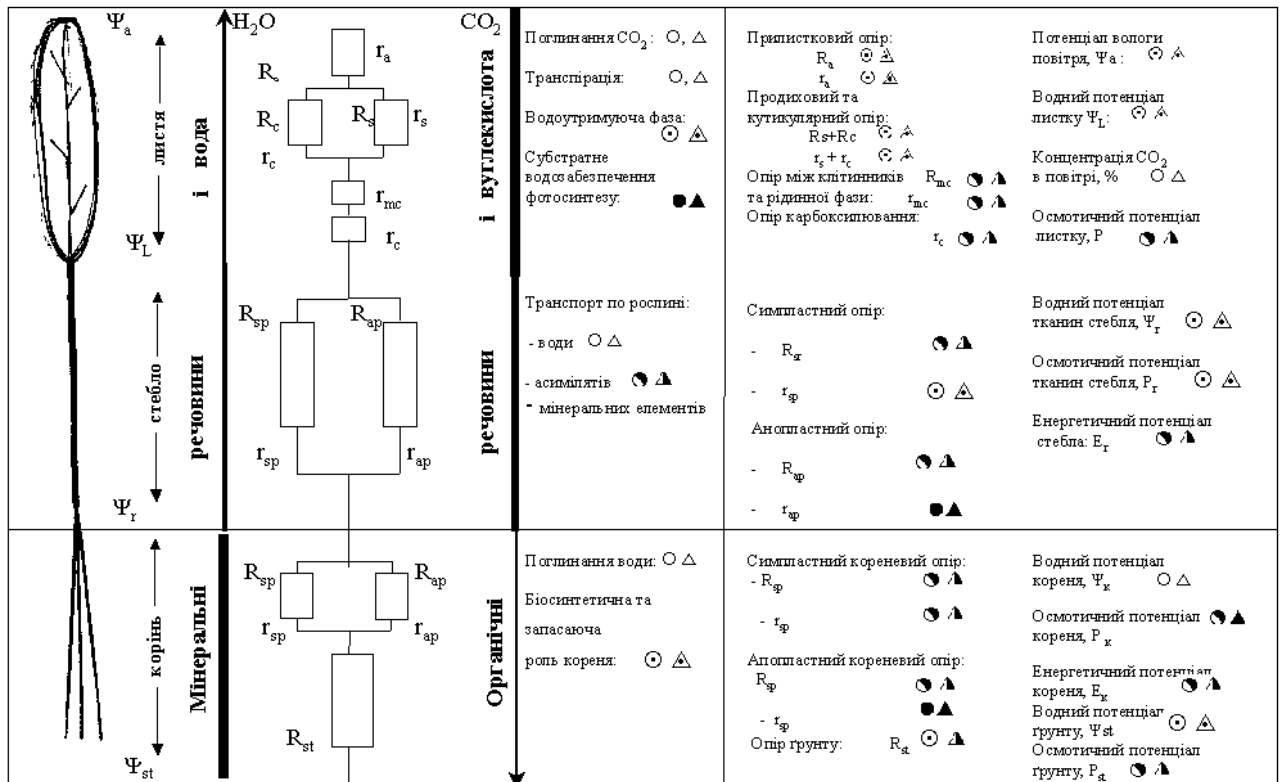 Ψa
H2O
CO2
ra
Ra
Rc
Rs
rs
rc
rmc
rc
ΨL
листя
і вода
і вуглекислота
Поглинання CO2: ○, △
Транспірація: ○, △
Водоутримуюча фаза:
Субстратне
водозабезпечення
фотосинтезу:
Прилистковий опір:
Ra
ra
Продиховий та
кутикулярний опір:
Rs+Rc
rs + rc
Опір між клітинників Rmc
та рідинної фази: rmc
Опір карбоксилювання:
rc
Потенціал вологи
повітря, Ψa :
Водний потенціал
листку ΨL:
Концентрація CO2
в повітрі, %
Осмотичний потенціал
листку, P
стебло
речовини
Rsp
Rap
rsp
rap
Ψr
речовини
Транспорт по рослині:
- води
- асимілятів
- мінеральних елементів
Симпластний опір:
- Rsr
- rsp
Анопластний опір:
- Rap
- rap
Водний потенціал
тканин стебля, Ψr
Осмотичний потенціал
тканин стебля, Pr
Енергетичний потенціал
стебла: Er
корінь
Мінеральні
Rsp
Rap
rsp
rap
Rst
Ψst
Органічні
Поглинання води:
Біосинтетична та
запасаюча
роль кореня:
Симпластний кореневий опір:
- Rsp
- rsp
Апопластний кореневий опір:
Rsp
- rsp
Опір ґрунту: Rst
Водний потенціал
кореня, Ψк
Осмотичний потенціал
кореня, Pк
Енергетичний потенціал
кореня, Eк
Водний потенціал
ґрунту, Ψst
Осмотичний потенціал
ґрунту, Pst